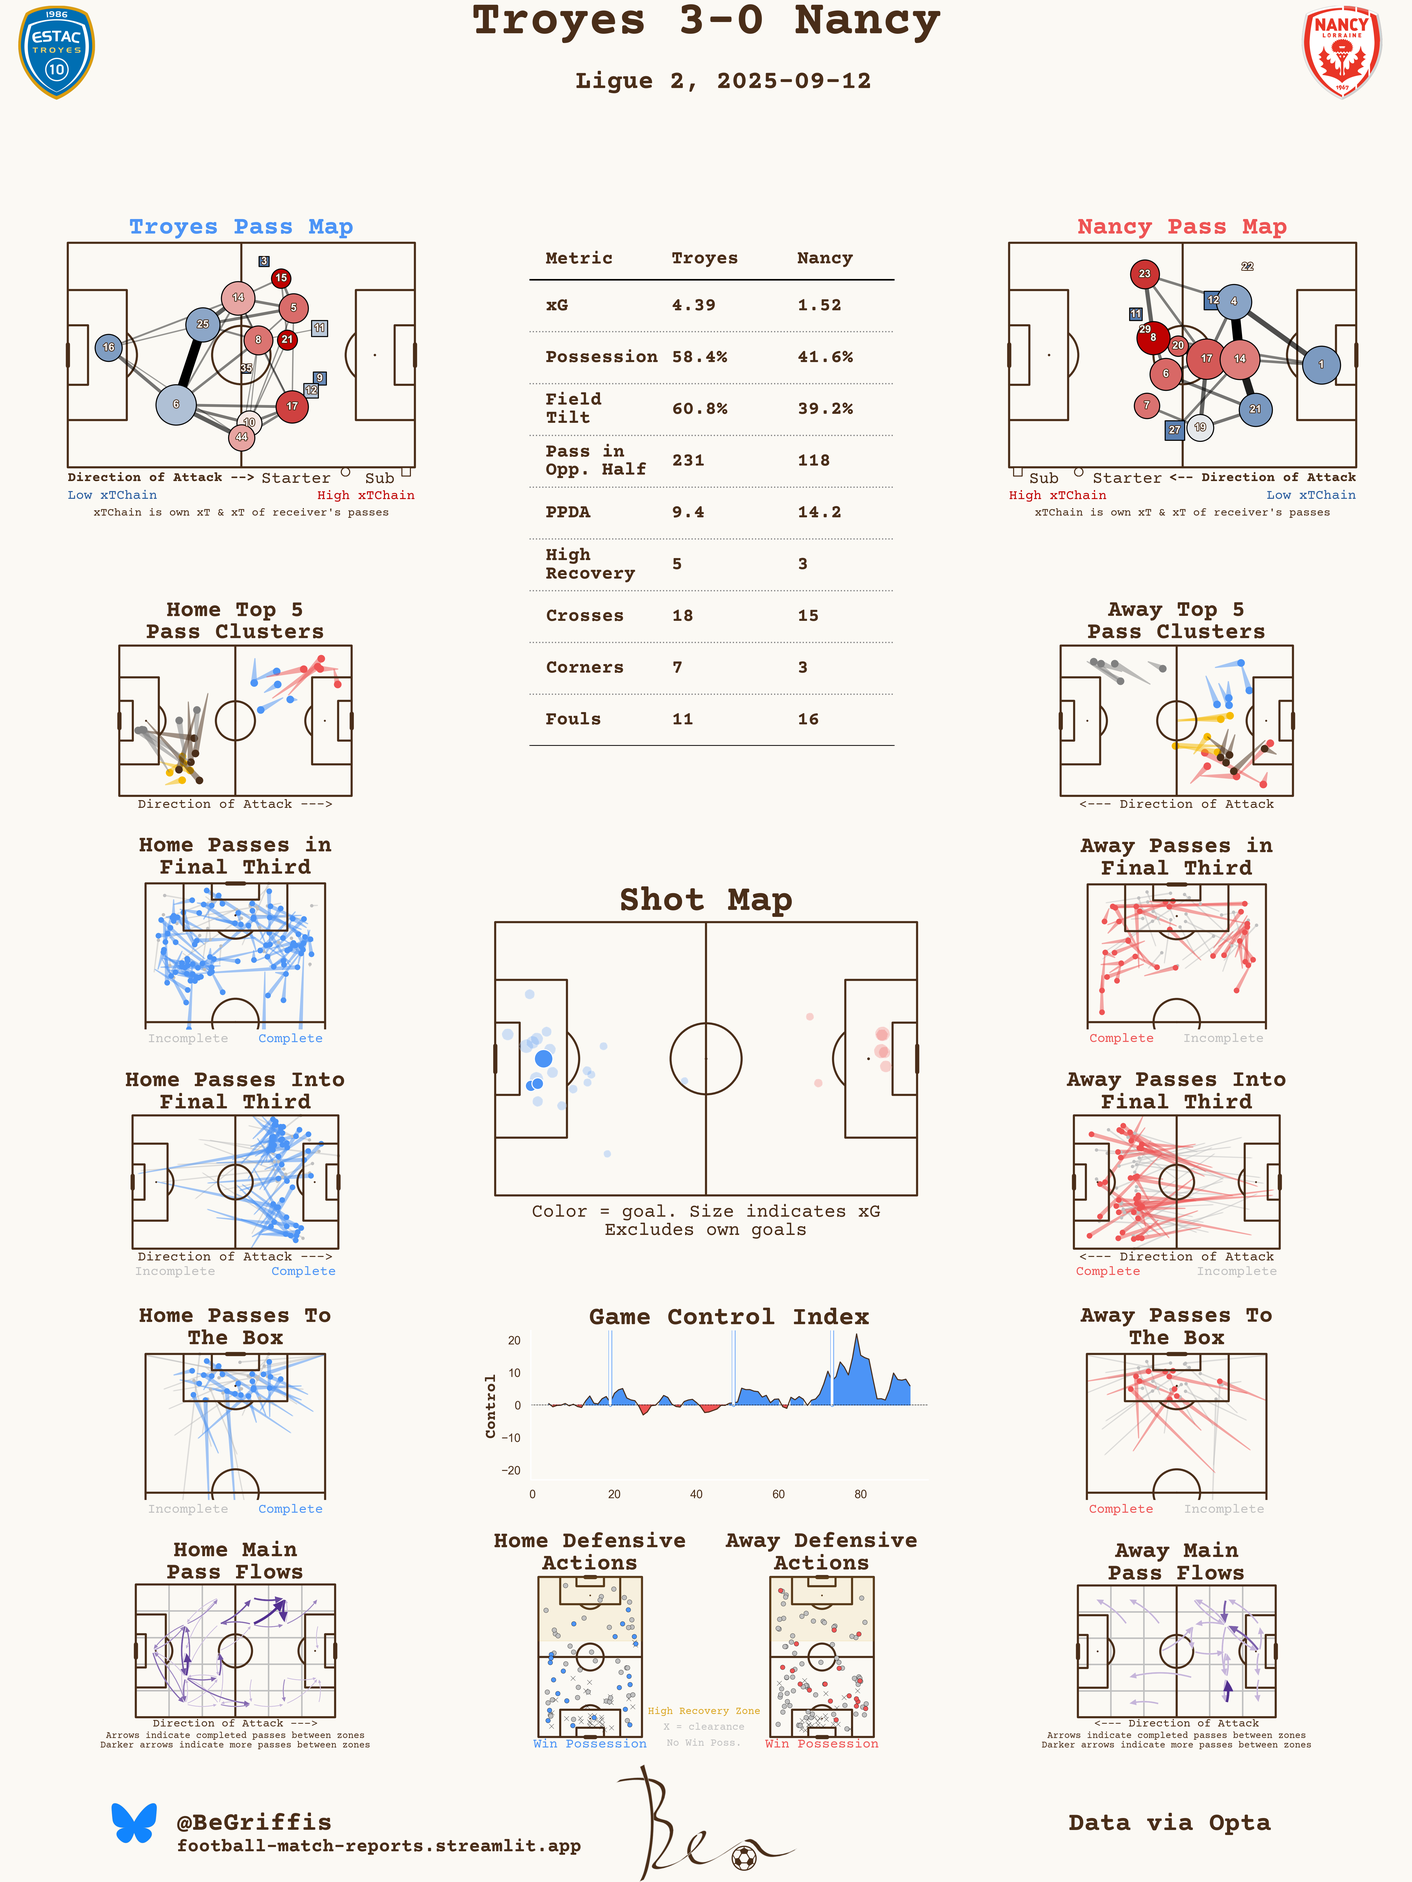 Troyes 3-0 Nancy
Ligue 2, 2025-09-12
1986
ESTAC
TROYES
10
NANCY
LORRAINE
1967
Troyes Pass Map
3
15
14
5
25
11
8
21
16
35
9
12
6
17
10
44
Direction of Attack --> Starter Sub
Low xTChain High xTChain
xTChain is own xT & xT of receiver's passes
Metric Troyes Nancy
xG 4.39 1.52
Possession 58.4% 41.6%
Field
Tilt 60.8% 39.2%
Pass in
Opp. Half 231 118
PPDA 9.4 14.2
High
Recovery 5 3
Crosses 18 15
Corners 7 3
Fouls 11 16
Nancy Pass Map
22
23
12
4
11
29
8
20
17
14
1
6
7
21
27
19
Sub Starter <-- Direction of Attack
High xTChain Low xTChain
xTChain is own xT & xT of receiver's passes
Home Top 5
Pass Clusters
Direction of Attack --->
Away Top 5
Pass Clusters
<--- Direction of Attack
Home Passes in
Final Third
Incomplete Complete
Away Passes in
Final Third
Complete Incomplete
Shot Map
Color = goal. Size indicates xG
Excludes own goals
Home Passes Into
Final Third
Direction of Attack --->
Incomplete Complete
Away Passes Into
Final Third
<--- Direction of Attack
Complete Incomplete
Home Passes To
The Box
Incomplete Complete
Game Control Index
Control
20
10
0
−10
−20
0 20 40 60 80
Away Passes To
The Box
Complete Incomplete
Home Main
Pass Flows
Direction of Attack --->
Arrows indicate completed passes between zones
Darker arrows indicate more passes between zones
Home Defensive
Actions
Win Possession
High Recovery Zone
X = clearance
No Win Poss.
Away Defensive
Actions
Win Possession
Away Main
Pass Flows
<--- Direction of Attack
Arrows indicate completed passes between zones
Darker arrows indicate more passes between zones
@BeGriffis
football-match-reports.streamlit.app
Ben
Data via Opta